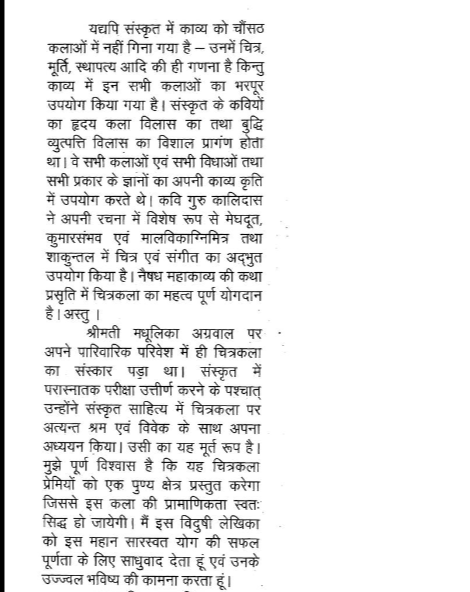 यद्यपि संस्कृत में काव्य को चौंसठ
कलाओं में नहीं गिना गया है – उनमें चित्र,
मूर्ति, स्थापत्य आदि की ही गणना है किन्तु
काव्य में इन सभी कलाओं का भरपूर
उपयोग किया गया है। संस्कृत के कवियों
का हृदय कला विलास का तथा बुद्धि
व्युत्पत्ति विलास का विशाल प्रागंण होता
था। वे सभी कलाओं एवं सभी विधाओं तथा
सभी प्रकार के ज्ञानों का अपनी काव्य कृति
में उपयोग करते थे। कवि गुरु कालिदास
ने अपनी रचना में विशेष रूप से मेघदूत,
कुमारसंभव एवं मालविकाग्निमित्र तथा
शाकुन्तल में चित्र एवं संगीत का अद्भुत
उपयोग किया है। नैषध महाकाव्य की कथा
प्रसृति में चित्रकला का महत्व पूर्ण योगदान
है। अस्तु ।
श्रीमती मधूलिका अग्रवाल पर
अपने पारिवारिक परिवेश में ही चित्रकला
का संस्कार पड़ा था। संस्कृत में
परास्नातक परीक्षा उत्तीर्ण करने के पश्चात्
उन्होंने संस्कृत साहित्य में चित्रकला पर
अत्यन्त श्रम एवं विवेक के साथ अपना
अध्ययन किया। उसी का यह मूर्त रूप है।
मुझे पूर्ण विश्वास है कि यह चित्रकला
प्रेमियों को एक पुण्य क्षेत्र प्रस्तुत करेगा
जिससे इस कला की प्रामाणिकता स्वतः
सिद्ध हो जायेगी। मैं इस विदुषी लेखिका
को इस महान सारस्वत योग की सफल
पूर्णता के लिए साधुवाद देता हूं एवं उनके
उज्ज्वल भविष्य की कामना करता हूं।